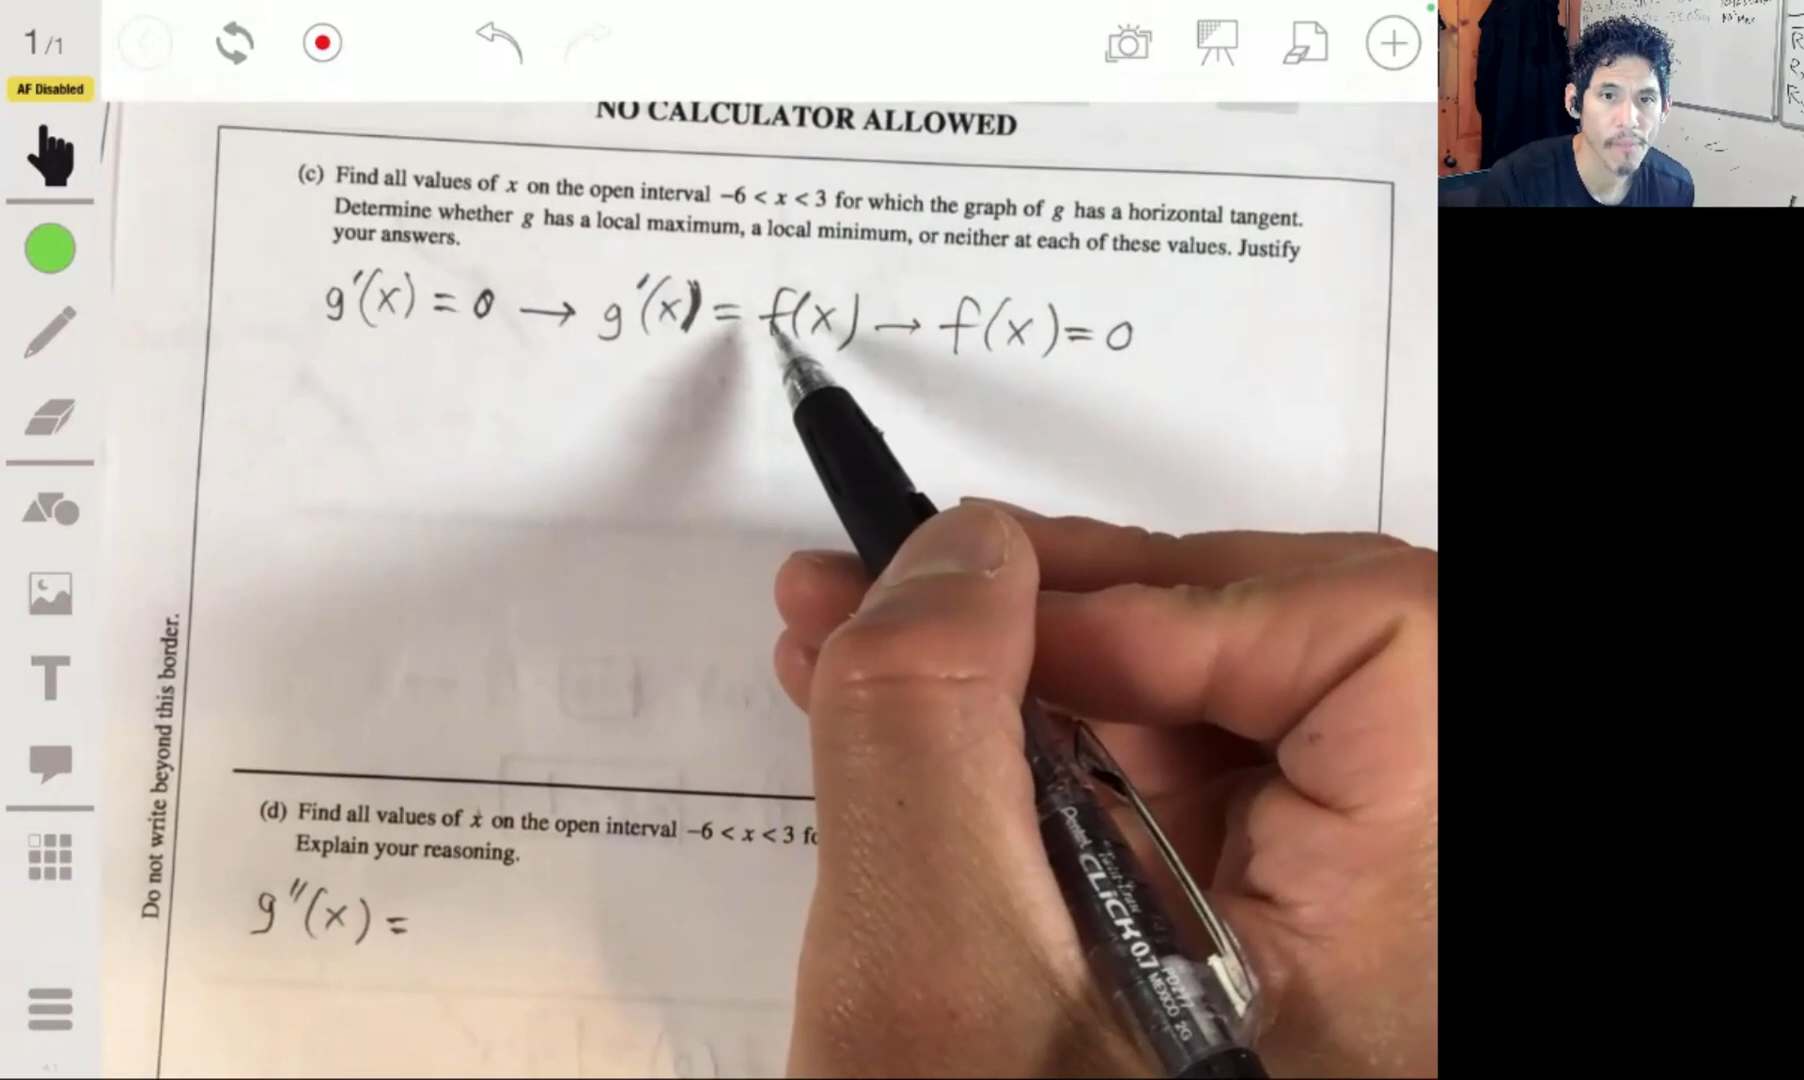 1/1
AF Disabled
NO CALCULATOR ALLOWED
(c) Find all values of x on the open interval −6 < x < 3 for which the graph of g has a horizontal tangent.
Determine whether g has a local maximum, a local minimum, or neither at each of these values. Justify
your answers.
g'(x) = 0 → g'(x) = f(x) → f(x) = 0
Do not write beyond this border.
(d) Find all values of x on the open interval −6 < x < 3 fo
Explain your reasoning.
g''(x) =
T
Pentel
CLICK 0.7 MEXICO 2G